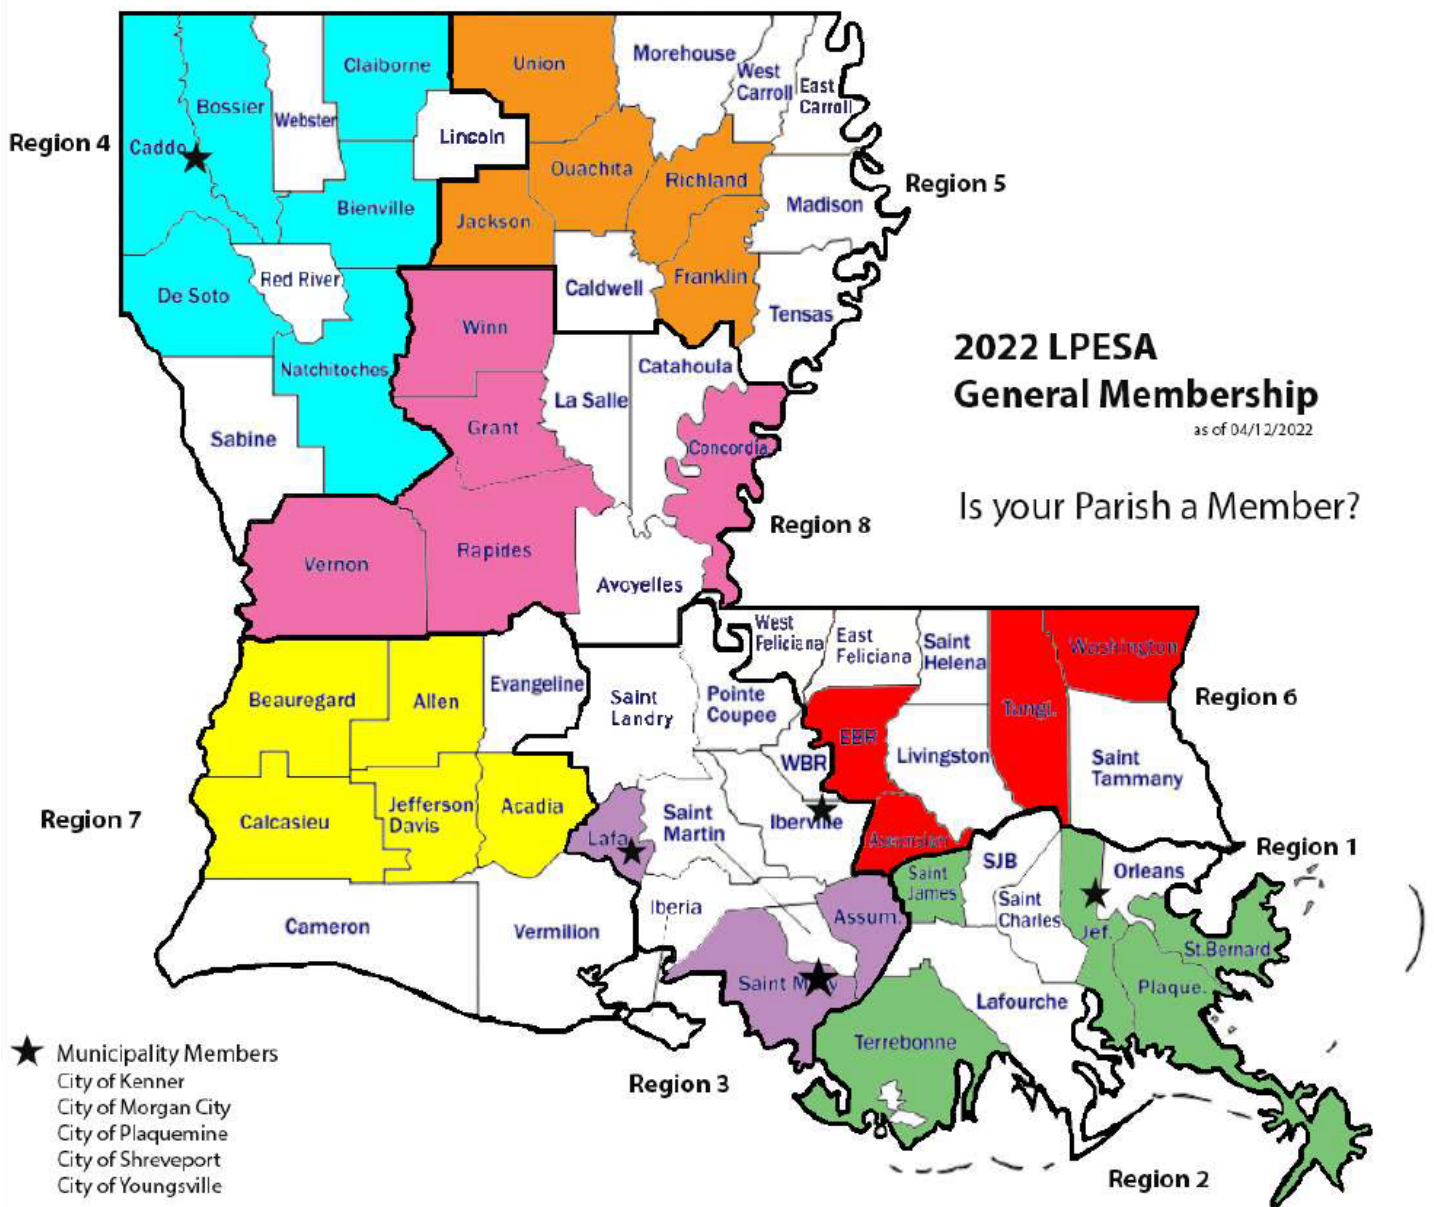 Claiborne
Union
Morehouse
West
Carroll
East
Carroll
Bossier
Webster
Region 4
Caddo
Lincoln
Ouachita
Richland
Region 5
Madison
Bienville
Jackson
Red River
De Soto
Caldwell
Franklin
Tensas
Winn
2022 LPESA
General Membership
as of 04/12/2022
Natchitoches
Catahoula
La Salle
Sabine
Grant
Concordia
Is your Parish a Member?
Region 8
Vernon
Rapides
Avoyelles
West
Feliciana
East
Feliciana
Saint
Helena
Washington
Beauregard
Allen
Evangeline
Saint
Landry
Pointe
Coupee
Region 6
Tangi.
EBR
WBR
Livingston
Saint
Tammany
Region 7
Calcasieu
Jefferson
Davis
Acadia
Lafa
Saint
Martin
Iberville
Ascension
Region 1
SJB
Orleans
Saint
James
Saint
Charles
Cameron
Vermilion
Iberia
Assum.
Jef.
St.Bernard
Saint Mary
Plaque.
Lafourche
Terrebonne
Region 3
Region 2
Municipality Members
City of Kenner
City of Morgan City
City of Plaquemine
City of Shreveport
City of Youngsville